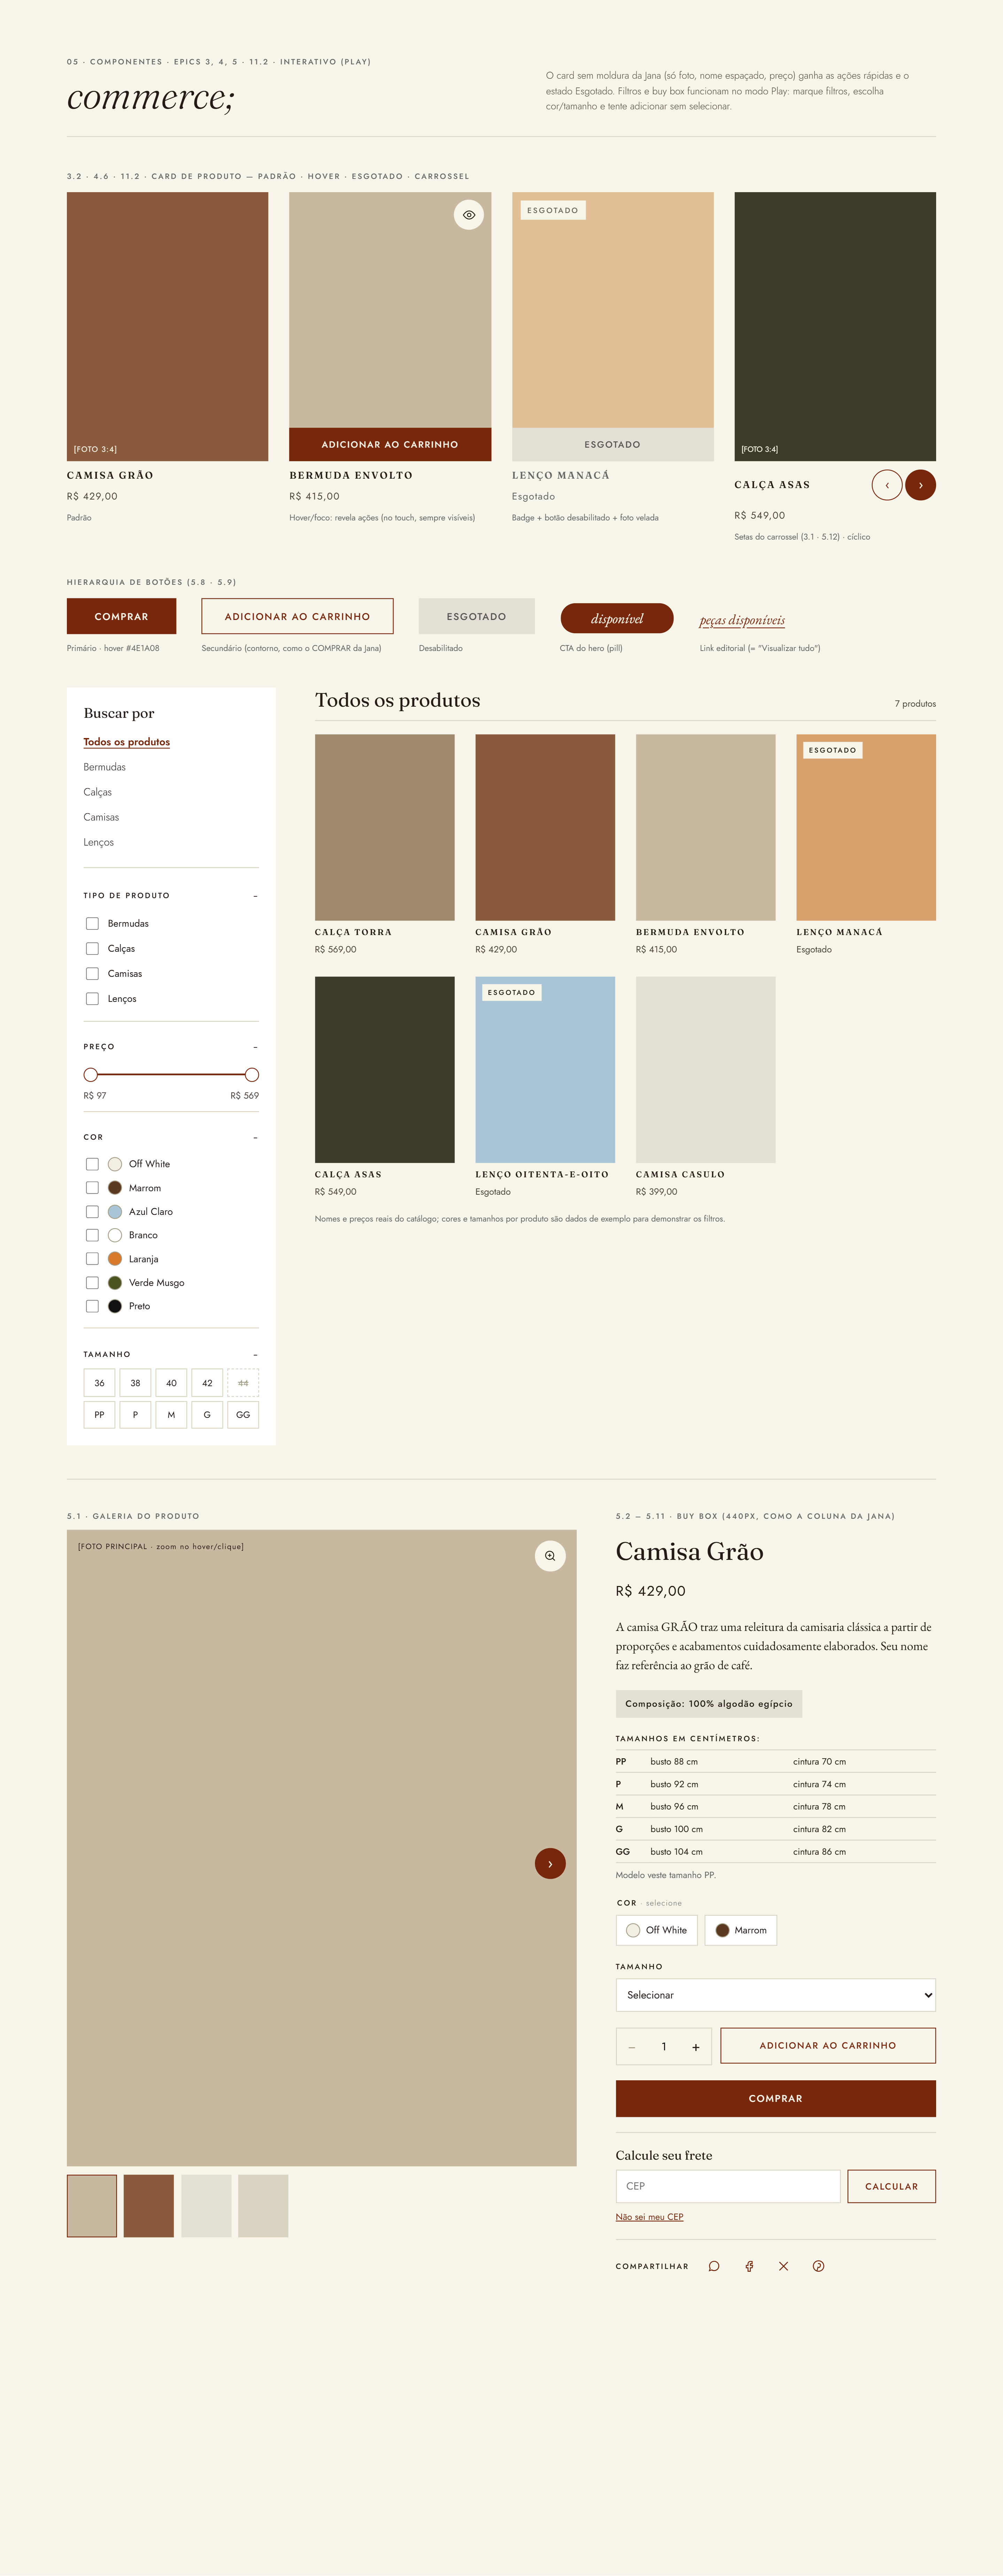 05 · COMPONENTES · EPICS 3, 4, 5 · 11.2 · INTERATIVO (PLAY)
commerce;
O card sem moldura da Jana (só foto, nome espaçado, preço) ganha as ações rápidas e o
estado Esgotado. Filtros e buy box funcionam no modo Play: marque filtros, escolha
cor/tamanho e tente adicionar sem selecionar.
3.2 · 4.6 · 11.2 · CARD DE PRODUTO — PADRÃO · HOVER · ESGOTADO · CARROSSEL
[FOTO 3:4]
CAMISA GRÃO
R$ 429,00
Padrão
ADICIONAR AO CARRINHO
BERMUDA ENVOLTO
R$ 415,00
Hover/foco: revela ações (no touch, sempre visíveis)
ESGOTADO
ESGOTADO
LENÇO MANACÁ
Esgotado
Badge + botão desabilitado + foto velada
[FOTO 3:4]
CALÇA ASAS
‹
›
R$ 549,00
Setas do carrossel (3.1 · 5.12) · cíclico
HIERARQUIA DE BOTÕES (5.8 · 5.9)
COMPRAR
Primário · hover #4E1A08
ADICIONAR AO CARRINHO
Secundário (contorno, como o COMPRAR da Jana)
ESGOTADO
Desabilitado
disponível
CTA do hero (pill)
peças disponíveis
Link editorial (= "Visualizar tudo")
Buscar por
Todos os produtos
Bermudas
Calças
Camisas
Lenços
TIPO DE PRODUTO –
Bermudas
Calças
Camisas
Lenços
PREÇO –
R$ 97 R$ 569
COR –
Off White
Marrom
Azul Claro
Branco
Laranja
Verde Musgo
Preto
TAMANHO –
36 38 40 42 44
PP P M G GG
Todos os produtos
7 produtos
CALÇA TORRA
R$ 569,00
CAMISA GRÃO
R$ 429,00
BERMUDA ENVOLTO
R$ 415,00
ESGOTADO
LENÇO MANACÁ
Esgotado
CALÇA ASAS
R$ 549,00
ESGOTADO
LENÇO OITENTA-E-OITO
Esgotado
CAMISA CASULO
R$ 399,00
Nomes e preços reais do catálogo; cores e tamanhos por produto são dados de exemplo para demonstrar os filtros.
5.1 · GALERIA DO PRODUTO
[FOTO PRINCIPAL · zoom no hover/clique]
›
5.2 – 5.11 · BUY BOX (440PX, COMO A COLUNA DA JANA)
Camisa Grão
R$ 429,00
A camisa GRÃO traz uma releitura da camisaria clássica a partir de
proporções e acabamentos cuidadosamente elaborados. Seu nome
faz referência ao grão de café.
Composição: 100% algodão egípcio
TAMANHOS EM CENTÍMETROS:
PP busto 88 cm cintura 70 cm
P busto 92 cm cintura 74 cm
M busto 96 cm cintura 78 cm
G busto 100 cm cintura 82 cm
GG busto 104 cm cintura 86 cm
Modelo veste tamanho PP.
COR · selecione
Off White
Marrom
TAMANHO
Selecionar
– 1 +
ADICIONAR AO CARRINHO
COMPRAR
Calcule seu frete
CEP
CALCULAR
Não sei meu CEP
COMPARTILHAR